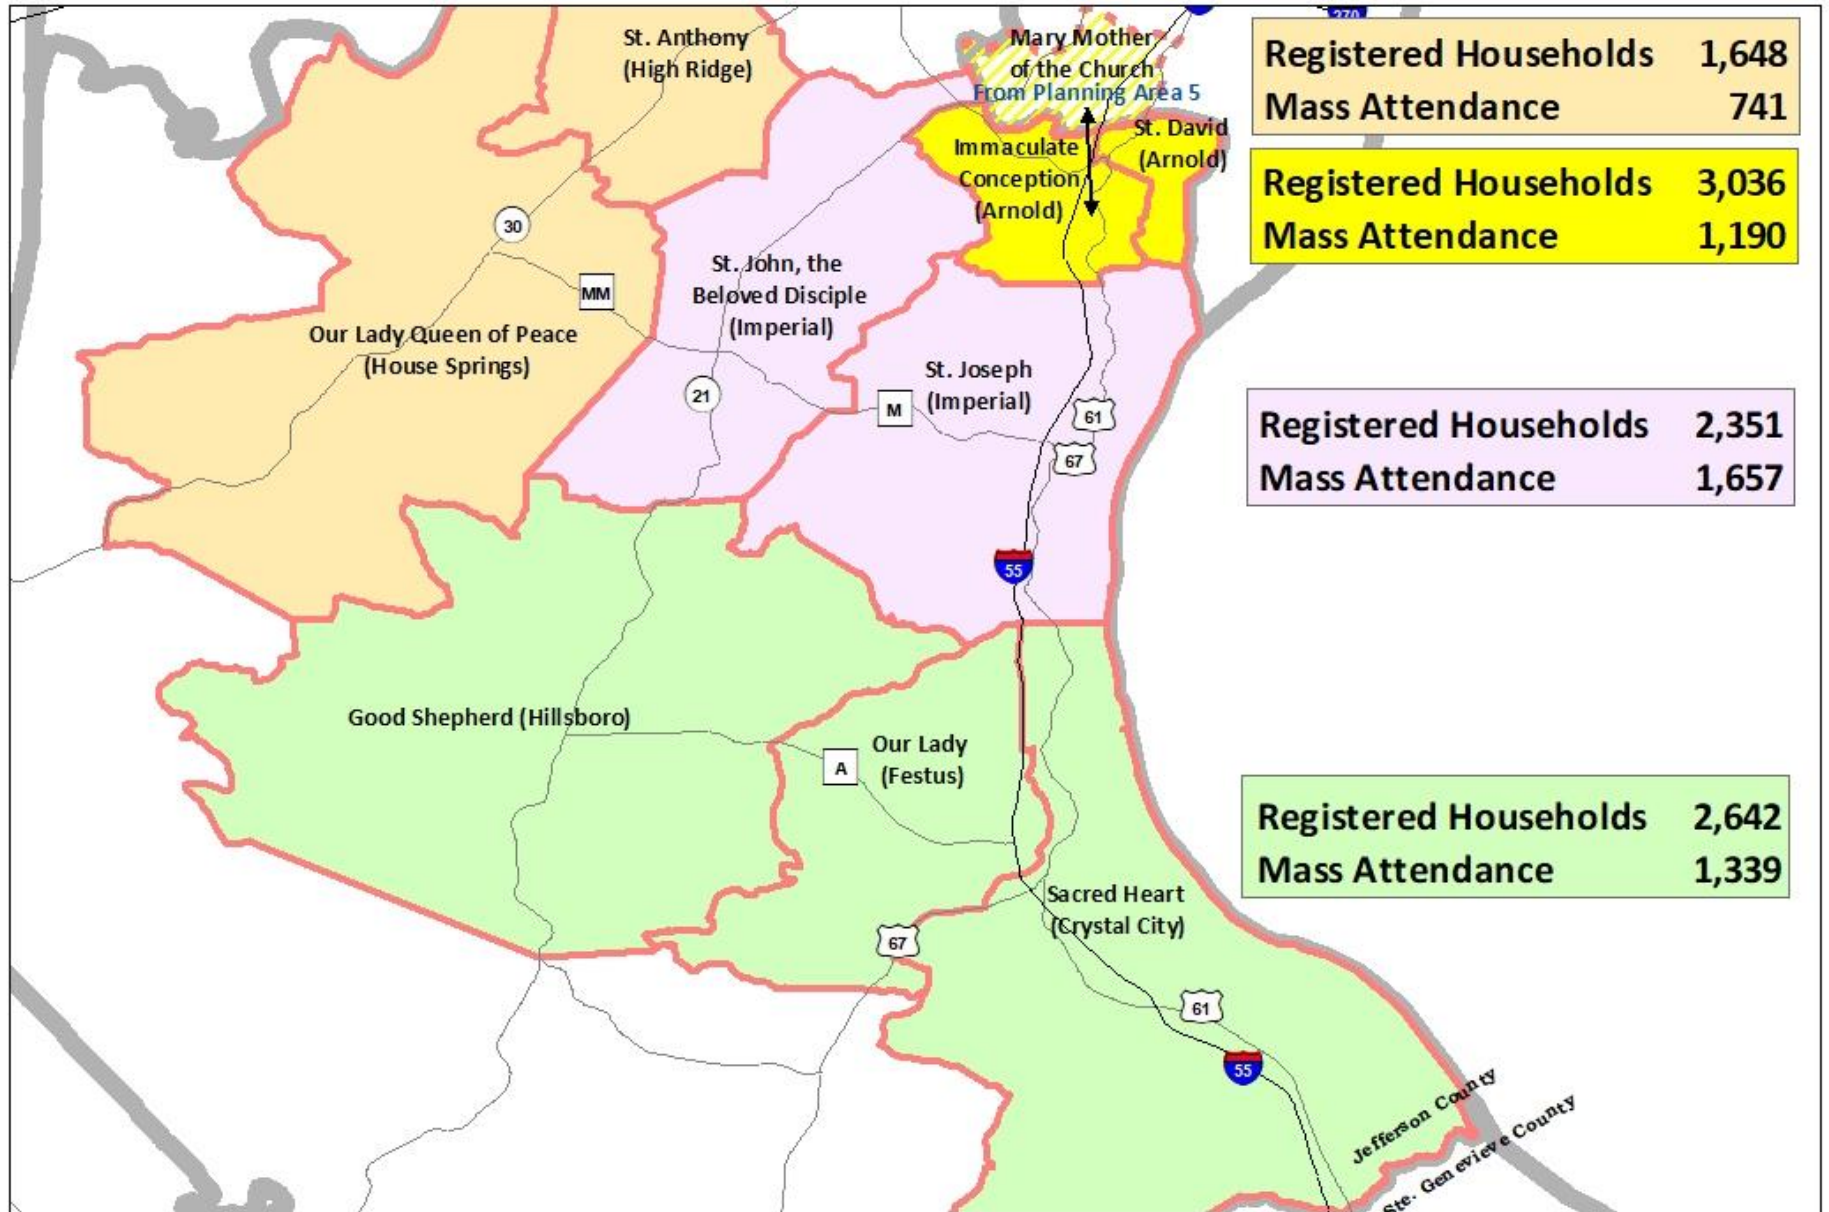 270
St. Anthony
(High Ridge)
Mary Mother
of the Church
From Planning Area 5
Registered Households 1,648
Mass Attendance 741
St. David
(Arnold)
Immaculate
Conception
(Arnold)
Registered Households 3,036
Mass Attendance 1,190
30
MM
St. John, the
Beloved Disciple
(Imperial)
Our Lady Queen of Peace
(House Springs)
21
M
St. Joseph
(Imperial)
61
67
Registered Households 2,351
Mass Attendance 1,657
55
Good Shepherd (Hillsboro)
A
Our Lady
(Festus)
Registered Households 2,642
Mass Attendance 1,339
Sacred Heart
(Crystal City)
67
61
55
Jefferson County
Ste. Genevieve County